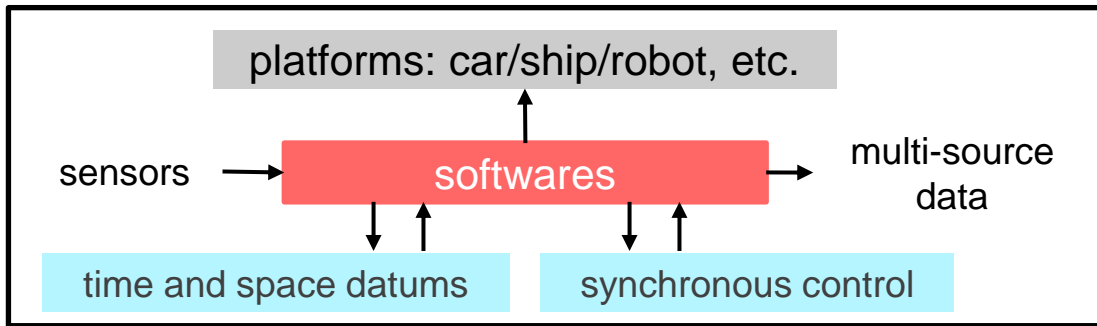 platforms: car/ship/robot, etc.
sensors
softwares
multi-source
data
time and space datums
synchronous control